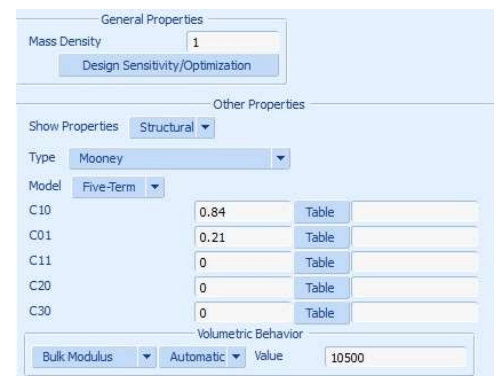 General Properties
Mass Density 1
Design Sensitivity/Optimization
Other Properties
Show Properties Structural
Type Mooney
Model Five-Term
C10 0.84 Table
C01 0.21 Table
C11 0 Table
C20 0 Table
C30 0 Table
Volumetric Behavior
Bulk Modulus Automatic Value 10500